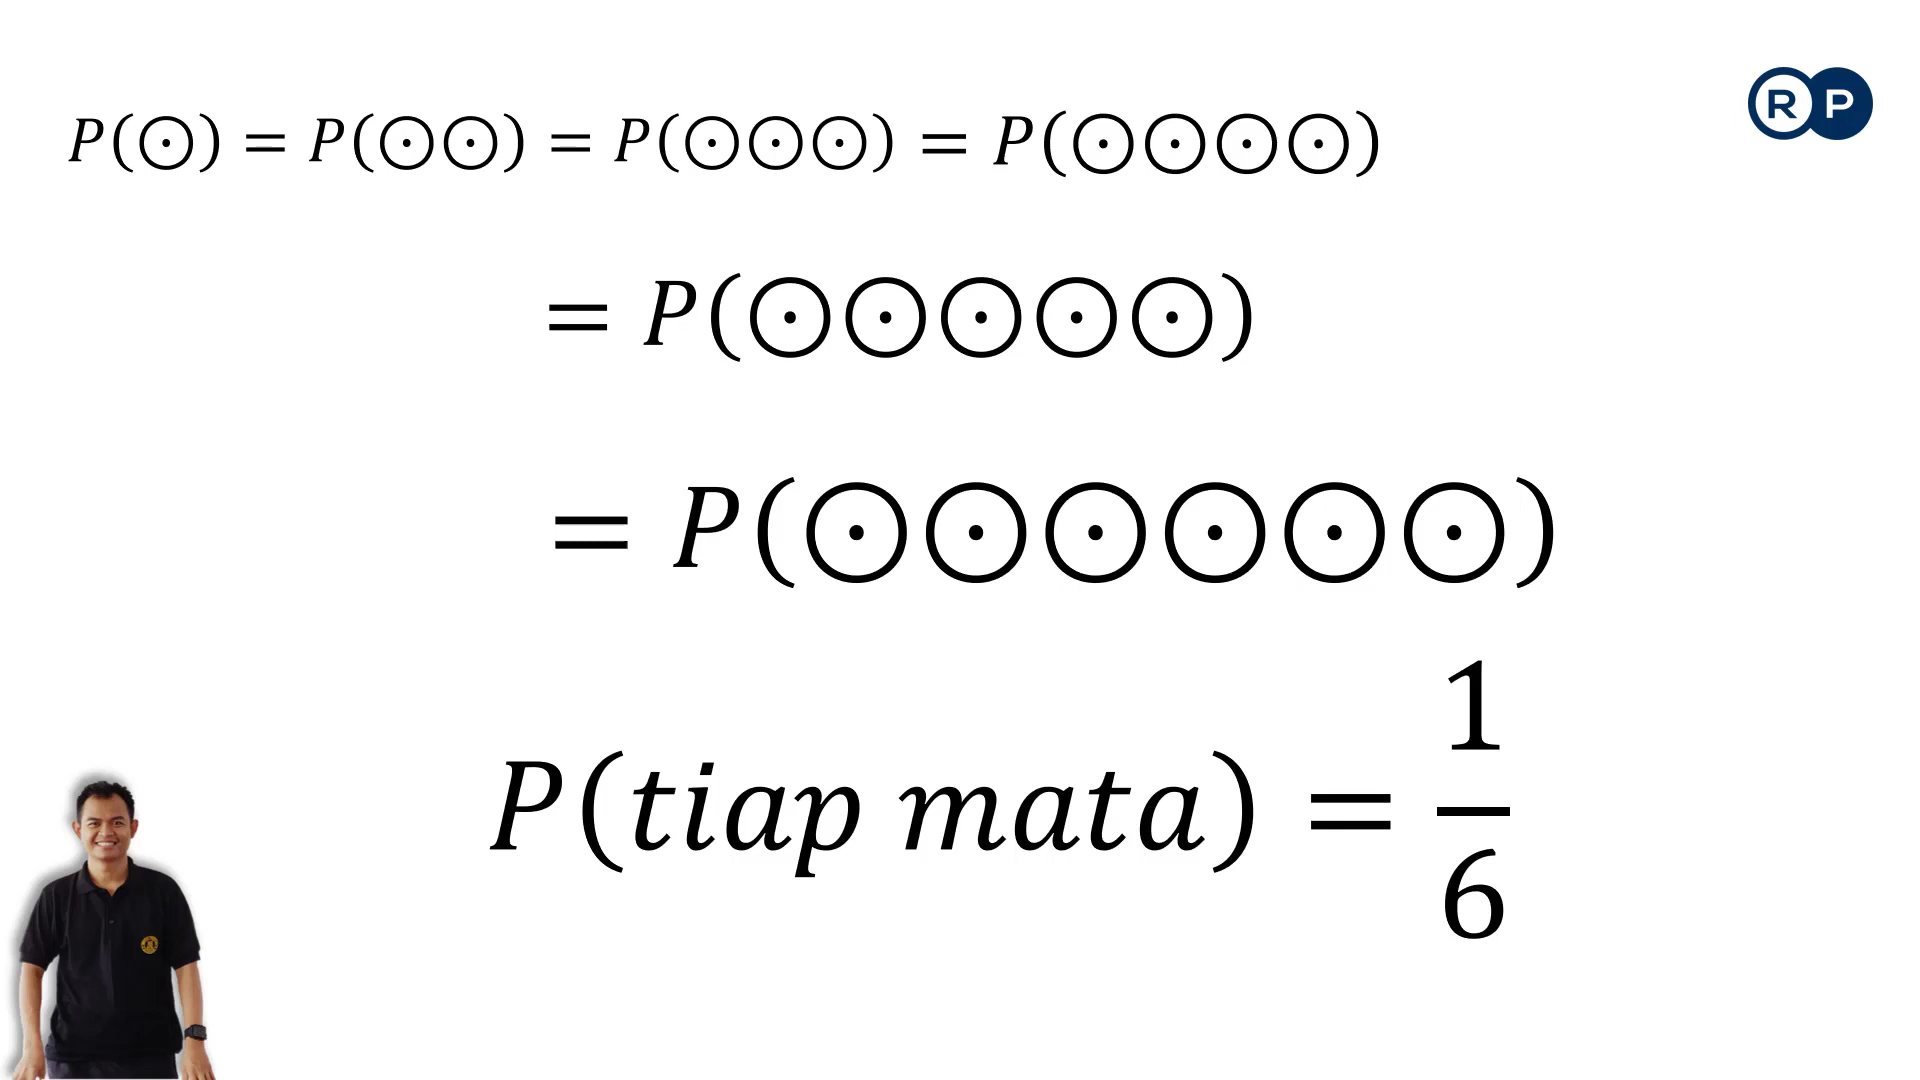 P(⊙) = P(⊙⊙) = P(⊙⊙⊙) = P(⊙⊙⊙⊙)
R P
= P(⊙⊙⊙⊙⊙)
= P(⊙⊙⊙⊙⊙⊙)
P(tiap mata) = 1/6